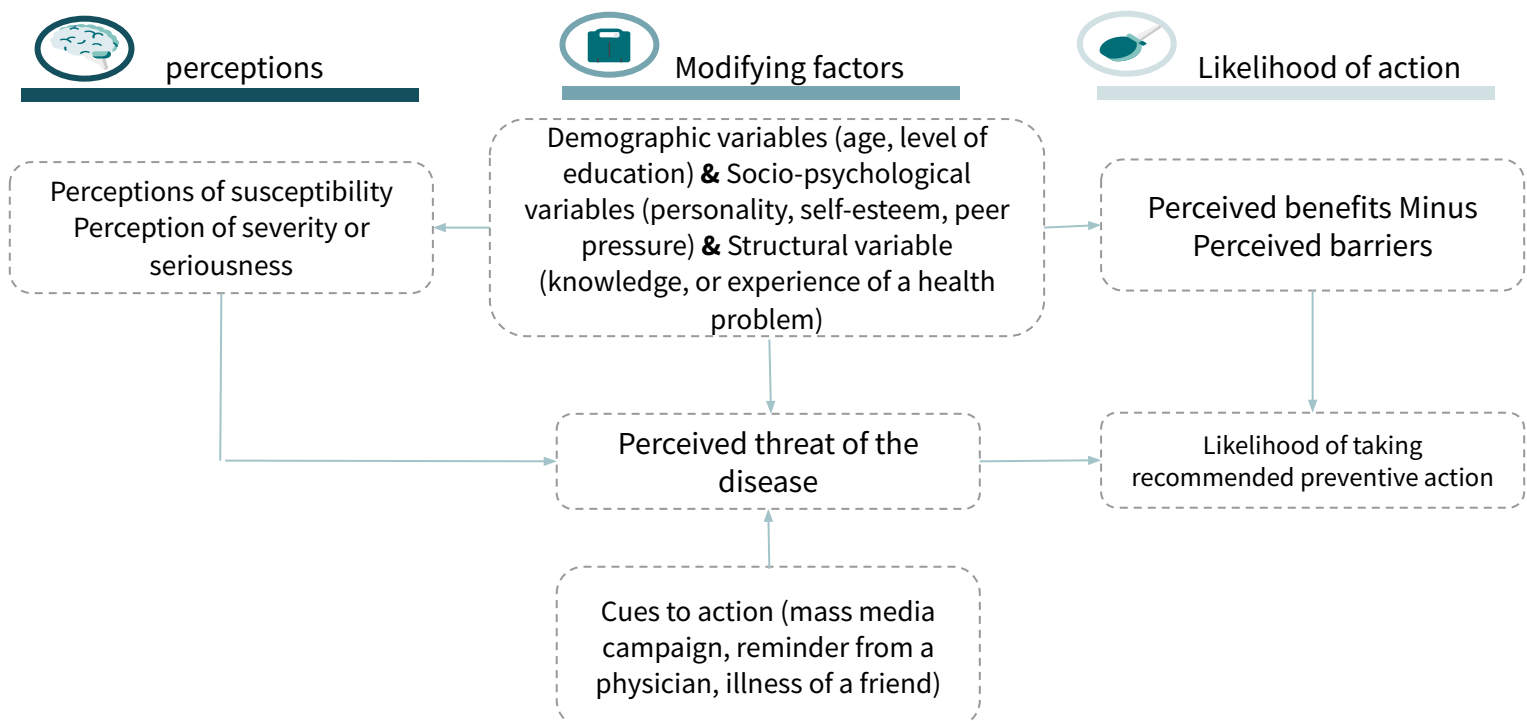 perceptions
Modifying factors
Likelihood of action
Perceptions of susceptibility
Perception of severity or
seriousness
Demographic variables (age, level of
education) & Socio-psychological
variables (personality, self-esteem, peer
pressure) & Structural variable
(knowledge, or experience of a health
problem)
Perceived benefits Minus
Perceived barriers
Perceived threat of the
disease
Likelihood of taking
recommended preventive action
Cues to action (mass media
campaign, reminder from a
physician, illness of a friend)